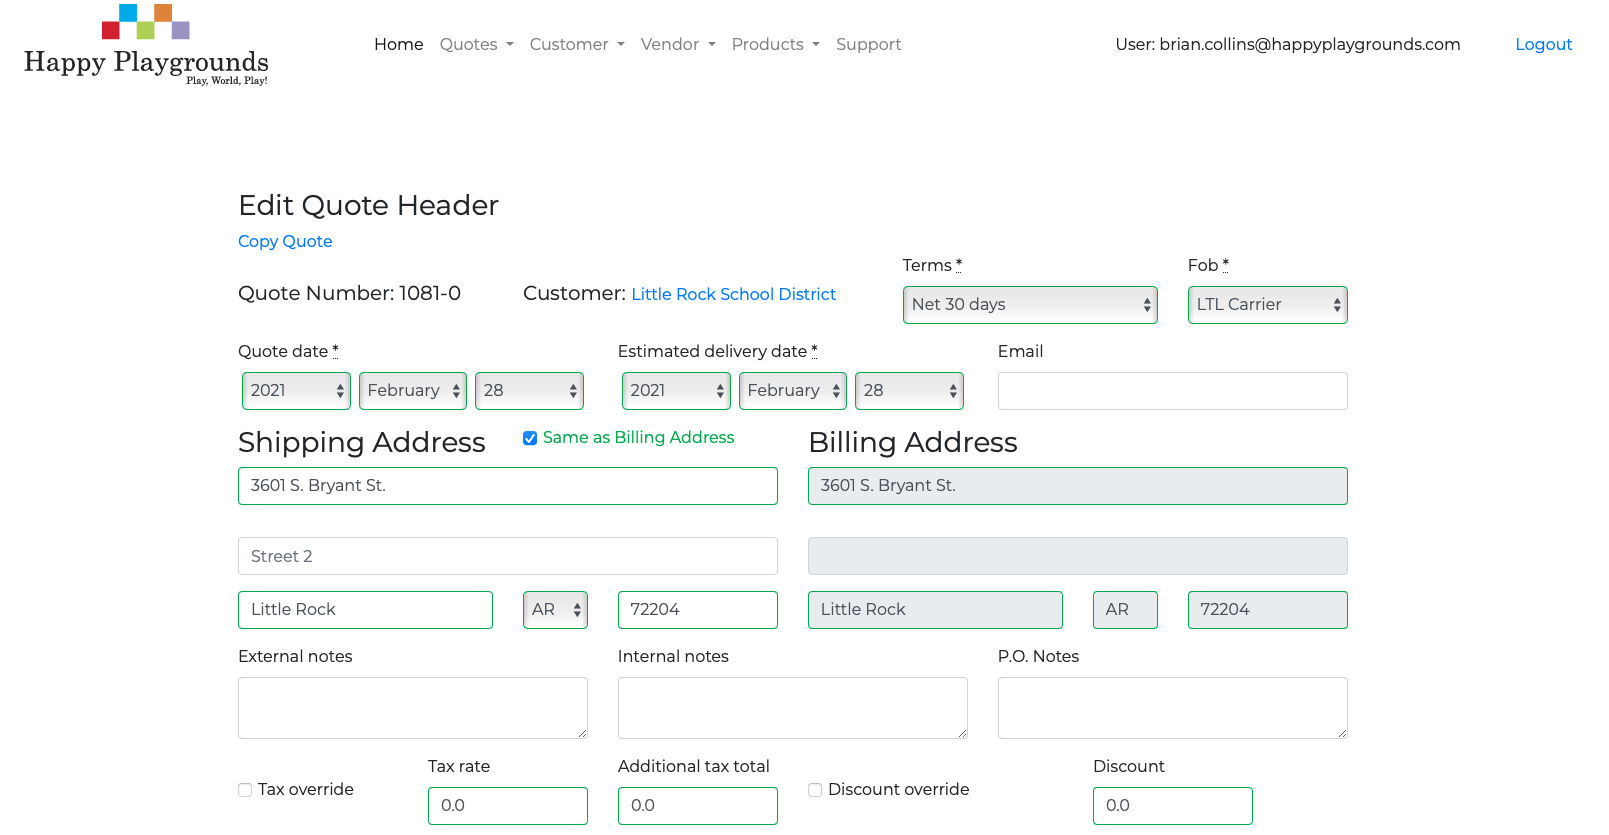 Happy Playgrounds
Play, World, Play!
Home Quotes Customer Vendor Products Support
User: brian.collins@happyplaygrounds.com Logout
Edit Quote Header
Copy Quote
Terms * Fob *
Quote Number: 1081-0 Customer: Little Rock School District Net 30 days LTL Carrier
Quote date * Estimated delivery date * Email
2021 February 28 2021 February 28
Shipping Address Same as Billing Address Billing Address
3601 S. Bryant St. 3601 S. Bryant St.
Street 2
Little Rock AR 72204 Little Rock AR 72204
External notes Internal notes P.O. Notes
Tax rate Additional tax total Discount
Tax override Discount override
0.0 0.0 0.0